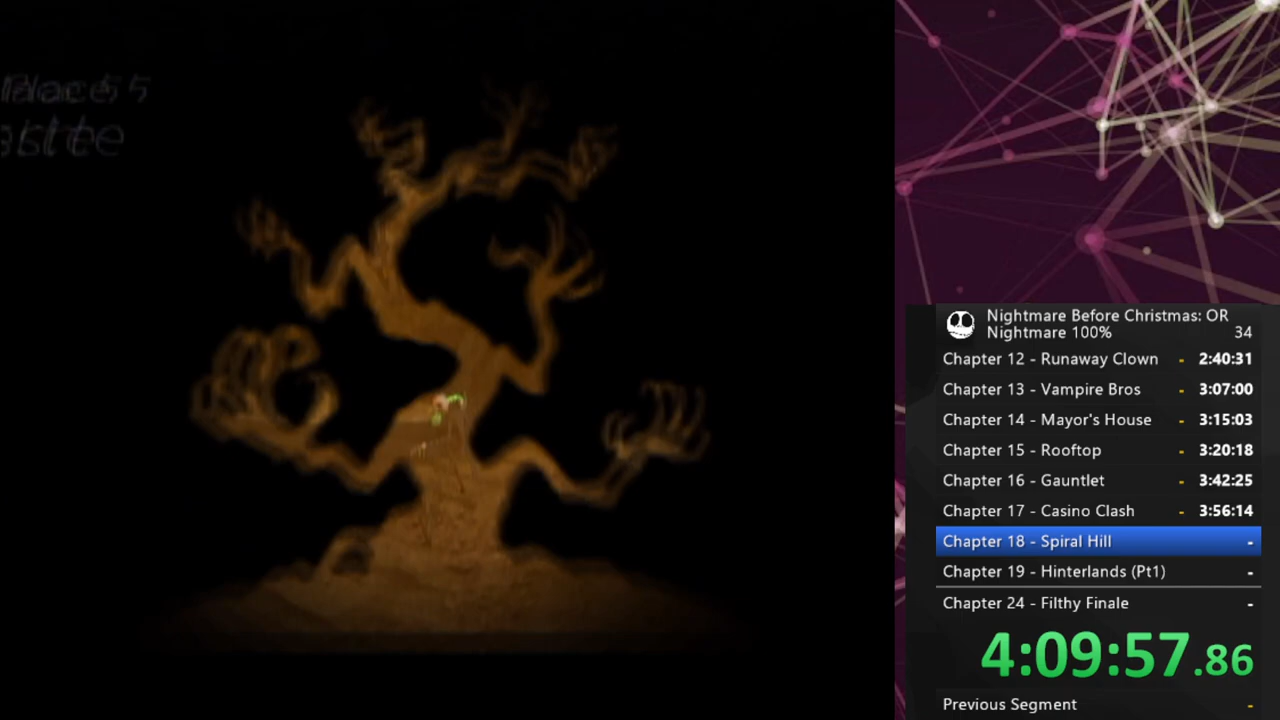 Nightmare Before Christmas: OR
Nightmare 100% 34
Chapter 12 - Runaway Clown - 2:40:31
Chapter 13 - Vampire Bros - 3:07:00
Chapter 14 - Mayor's House - 3:15:03
Chapter 15 - Rooftop - 3:20:18
Chapter 16 - Gauntlet - 3:42:25
Chapter 17 - Casino Clash - 3:56:14
Chapter 18 - Spiral Hill -
Chapter 19 - Hinterlands (Pt1) -
Chapter 24 - Filthy Finale -
4:09:57.86
Previous Segment -